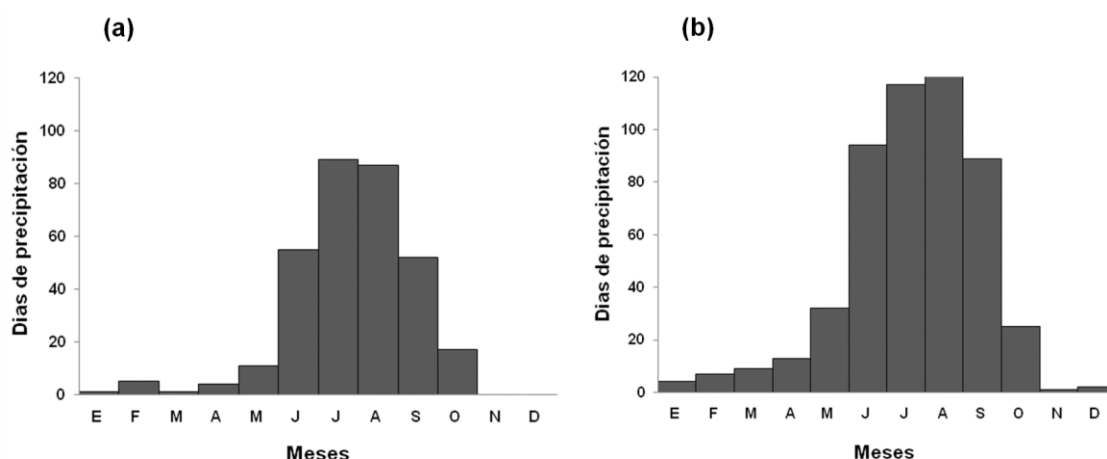 (a)
Dias de precipitación
120
100
80
60
40
20
0
E F M A M J J A S O N D
Meses
(b)
Dias de precipitación
120
100
80
60
40
20
0
E F M A M J J A S O N D
Meses